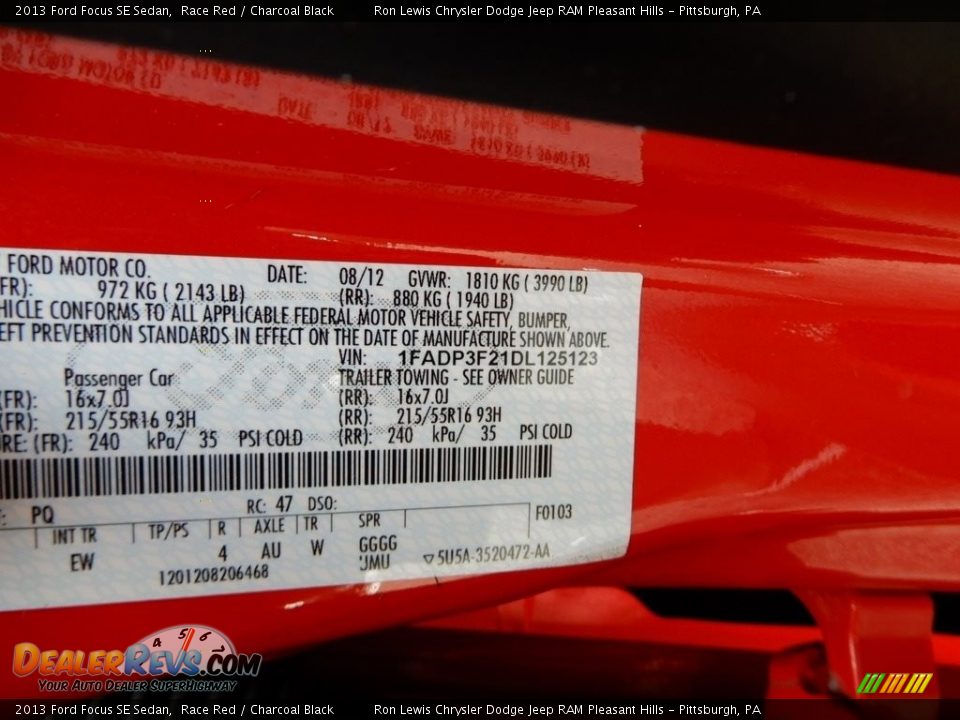 2013 Ford Focus SE Sedan, Race Red / Charcoal Black Ron Lewis Chrysler Dodge Jeep RAM Pleasant Hills - Pittsburgh, PA
FORD MOTOR CO. DATE: 08/12 GVWR: 1810 KG ( 3990 LB)
FR): 972 KG ( 2143 LB) (RR): 880 KG ( 1940 LB)
HICLE CONFORMS TO ALL APPLICABLE FEDERAL MOTOR VEHICLE SAFETY, BUMPER,
EFT PREVENTION STANDARDS IN EFFECT ON THE DATE OF MANUFACTURE SHOWN ABOVE.
VIN: 1FADP3F21DL125123
Passenger Car TRAILER TOWING - SEE OWNER GUIDE
(FR): 16x7.0J (RR): 16x7.0J
(FR): 215/55R16 93H (RR): 215/55R16 93H
RE: (FR): 240 kPa/ 35 PSI COLD (RR): 240 kPa/ 35 PSI COLD
: PQ RC: 47 DSO:
INT TR TP/PS R AXLE TR SPR F0103
EW 4 AU W GGGG
JMU ▽5U5A-3520472-AA
1201208206468
4 5 6
DEALERREVS.COM
YOUR AUTO DEALER SUPERHIGHWAY
2013 Ford Focus SE Sedan, Race Red / Charcoal Black Ron Lewis Chrysler Dodge Jeep RAM Pleasant Hills - Pittsburgh, PA